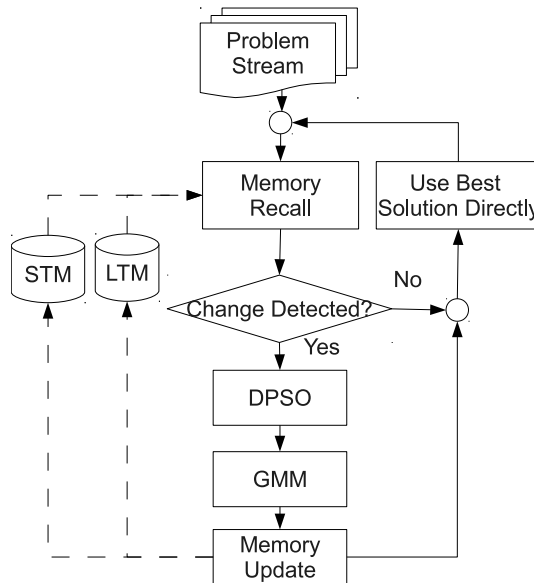 Problem
Stream
Memory
Recall
Use Best
Solution Directly
STM
LTM
No
Change Detected?
Yes
DPSO
GMM
Memory
Update